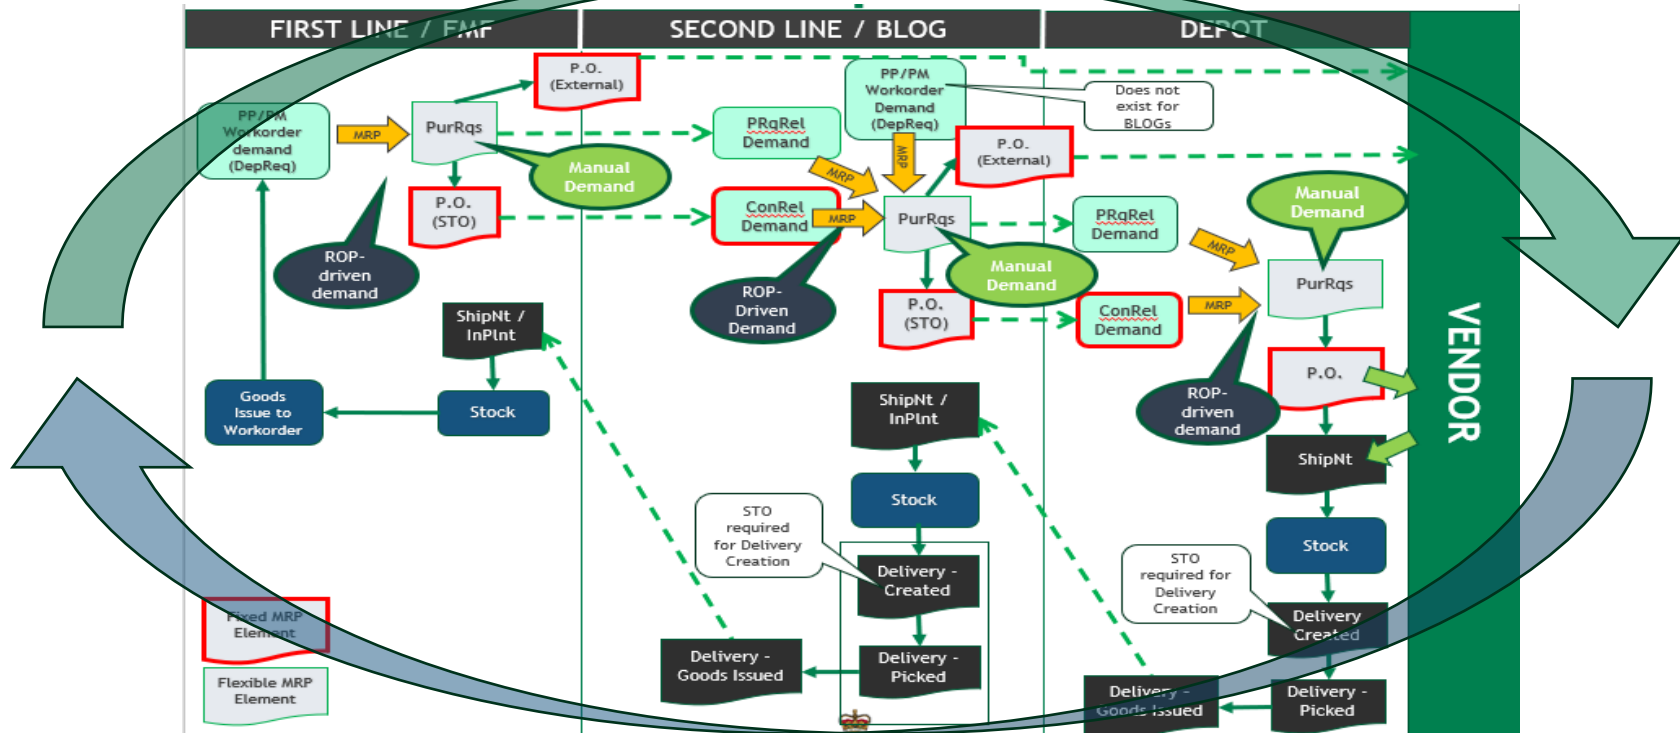 FIRST LINE / FMF
SECOND LINE / BLOG
DEPOT
VENDOR
PP/PM
Workorder
demand
(DepReq)
MRP
PurRqs
P.O.
(External)
P.O.
(STO)
Manual
Demand
ROP-
driven
demand
ShipNt /
InPlnt
Stock
Goods
Issue to
Workorder
Fixed MRP
Element
Flexible MRP
Element
PRqRel
Demand
ConRel
Demand
PP/PM
Workorder
Demand
(DepReq)
Does not
exist for
BLOGs
MRP
MRP
MRP
PurRqs
P.O.
(External)
P.O.
(STO)
Manual
Demand
ROP-
Driven
Demand
ShipNt /
InPlnt
Stock
STO
required
for Delivery
Creation
Delivery -
Created
Delivery -
Picked
Delivery -
Goods Issued
PRqRel
Demand
ConRel
Demand
MRP
MRP
Manual
Demand
PurRqs
P.O.
ROP-
driven
demand
ShipNt
Stock
STO
required for
Delivery
Creation
Delivery
Created
Delivery -
Picked
Delivery -
Goods Issued